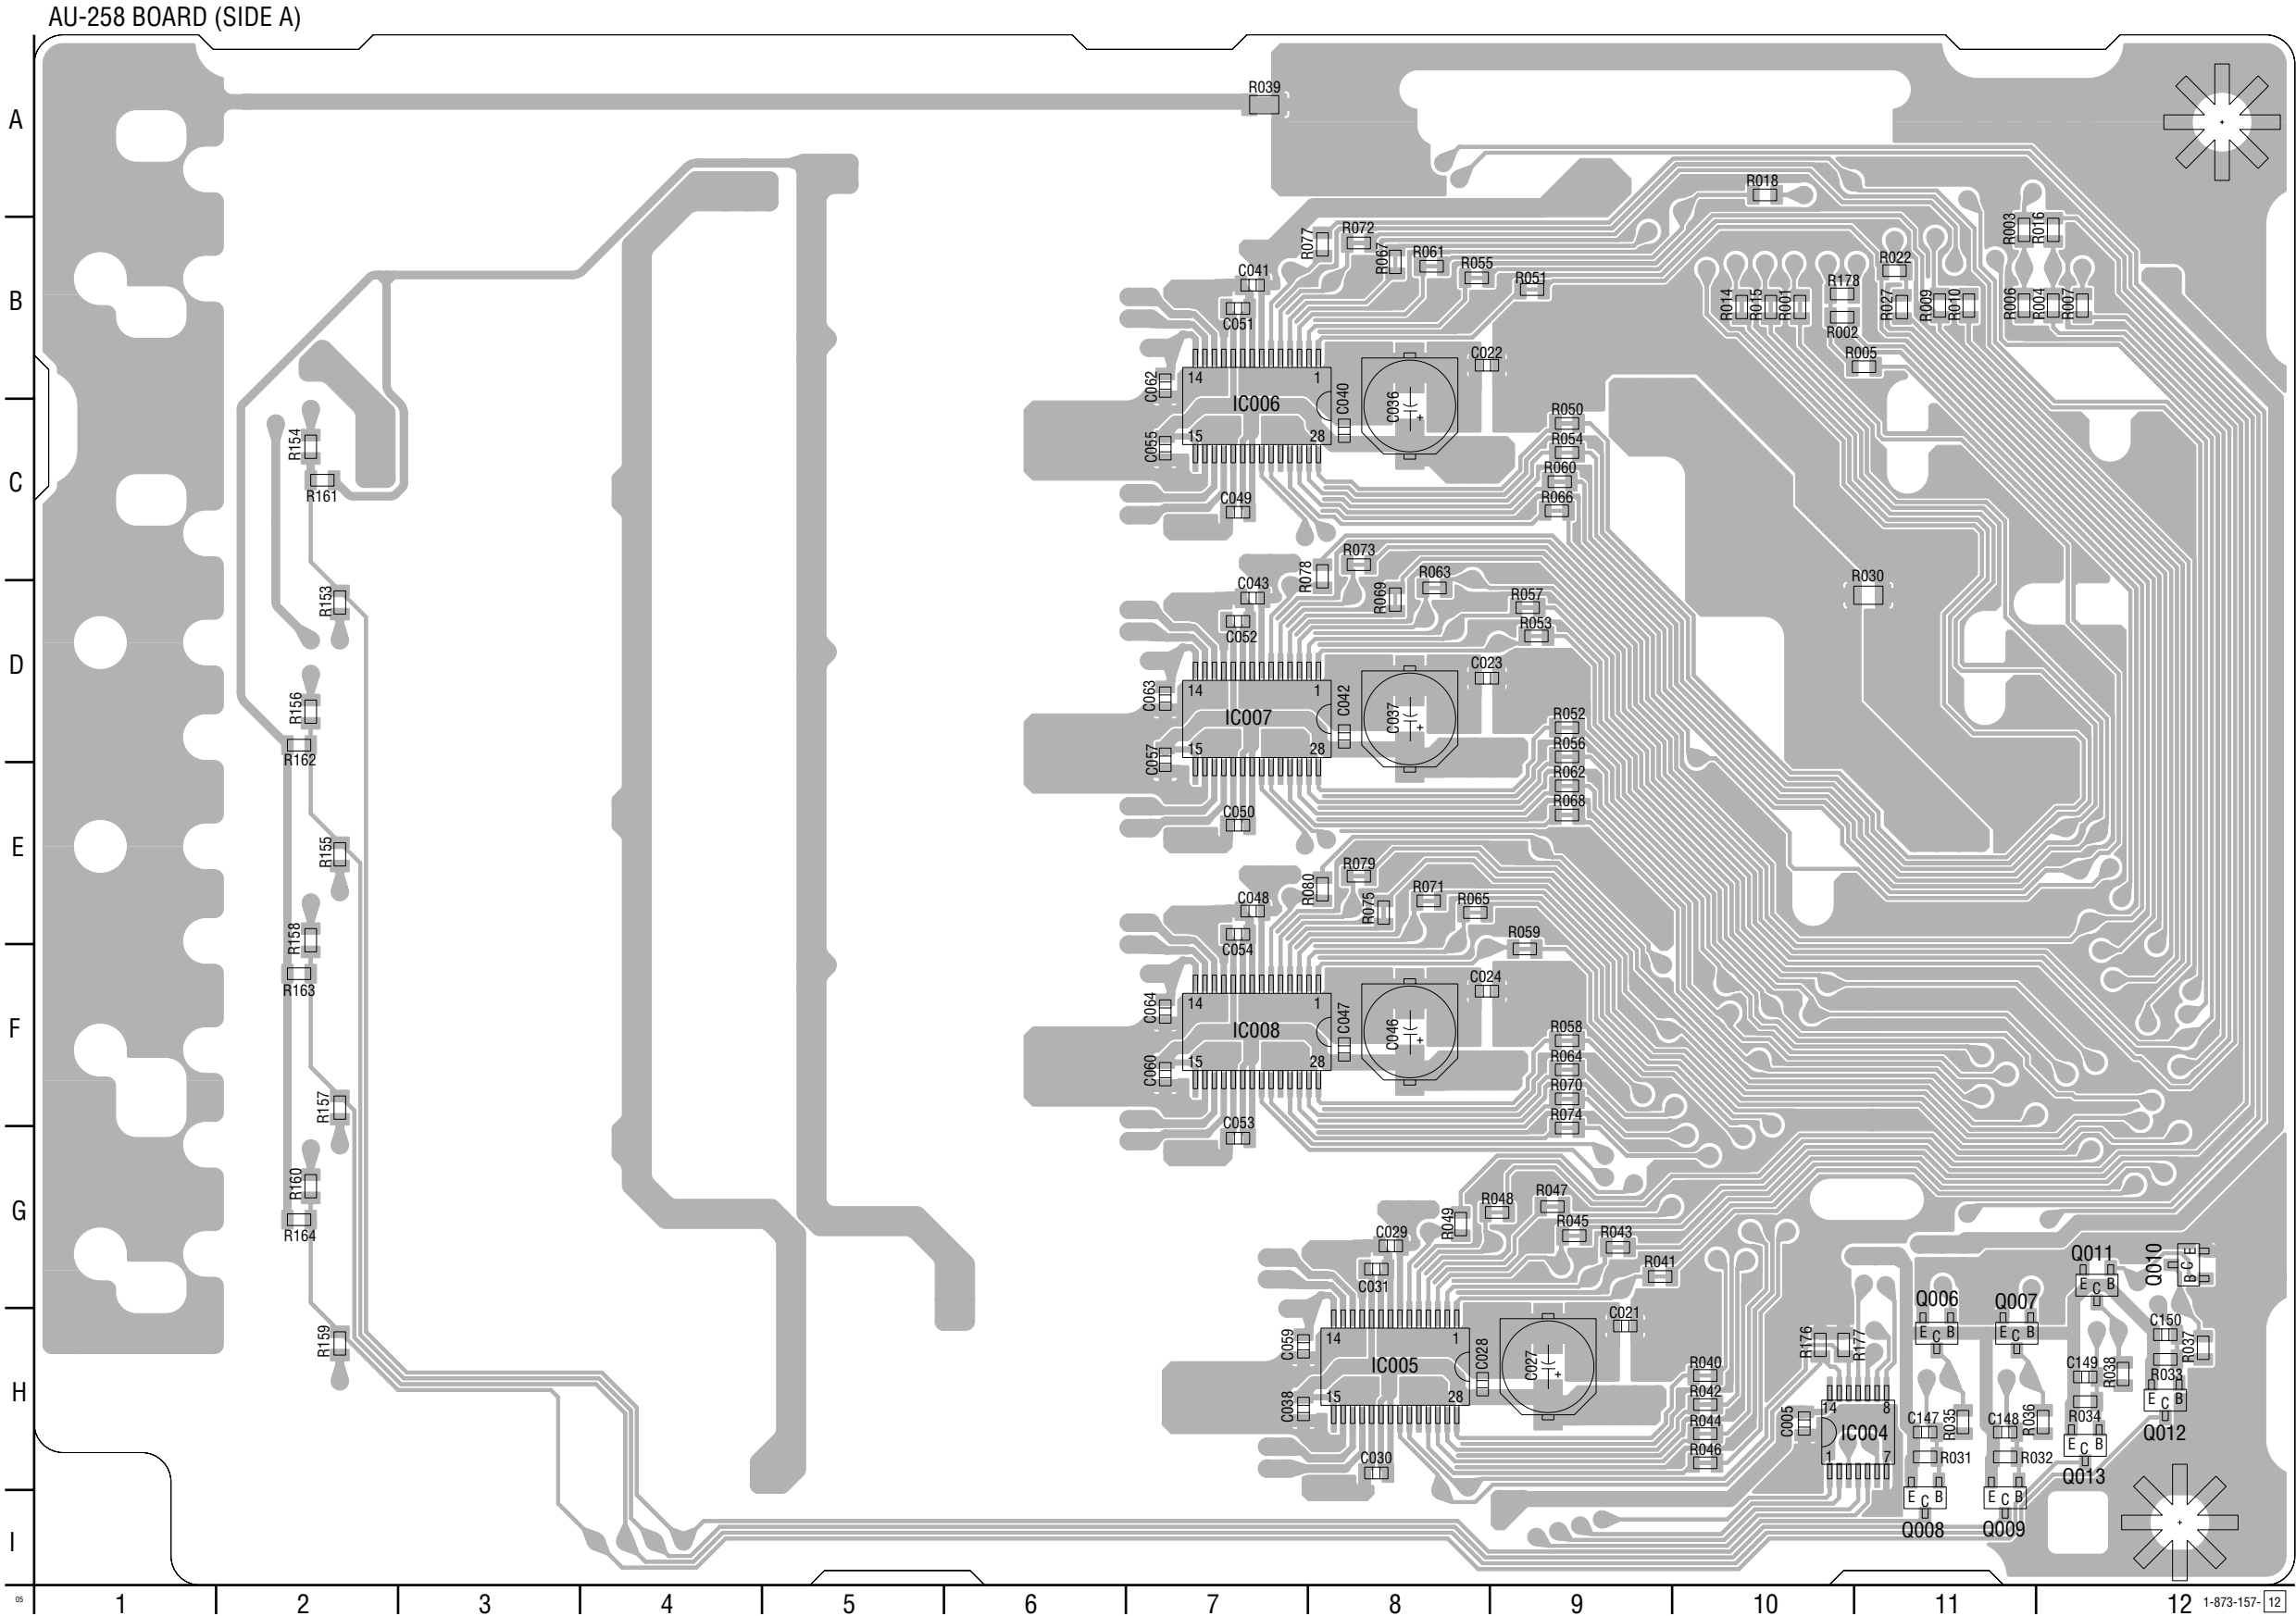 AU-258 BOARD (SIDE A)
A
R039
R018
R003
R016
R077
R072
R067
R061
R055
R051
R022
C041
C051
B
R014
R015
R001
R178
R002
R027
R009
R010
R006
R004
R007
R005
C022
C062
14
1
IC006
C040
C036
+
15
28
C055
R050
R054
R060
R066
R154
C
R161
C049
R073
R078
R063
R069
R057
R053
R030
C043
C052
R153
D
C023
C063
14
1
IC007
C042
C037
+
15
28
C057
R052
R056
R062
R068
R156
R162
C050
E
R155
R079
R080
R071
R075
R065
R059
C048
C054
R158
R163
C024
C064
14
1
IC008
C047
C046
+
15
28
C060
F
R058
R064
R070
R074
R157
C053
R160
G
R164
R049
R048
R047
R045
R043
R041
C029
C031
Q011
E C B
Q010
B C E
Q006
E C B
Q007
E C B
C021
C059
14
1
IC005
C028
C027
+
15
28
C038
R159
R176
R177
C150
R037
R033
C149
R038
R034
H
R040
R042
R044
R046
C005
14
8
IC004
1
7
C147
R035
C148
R036
R031
R032
E C B
Q012
E C B
Q013
C030
E C B
Q008
E C B
Q009
I
05
1
2
3
4
5
6
7
8
9
10
11
12
1-873-157- 12